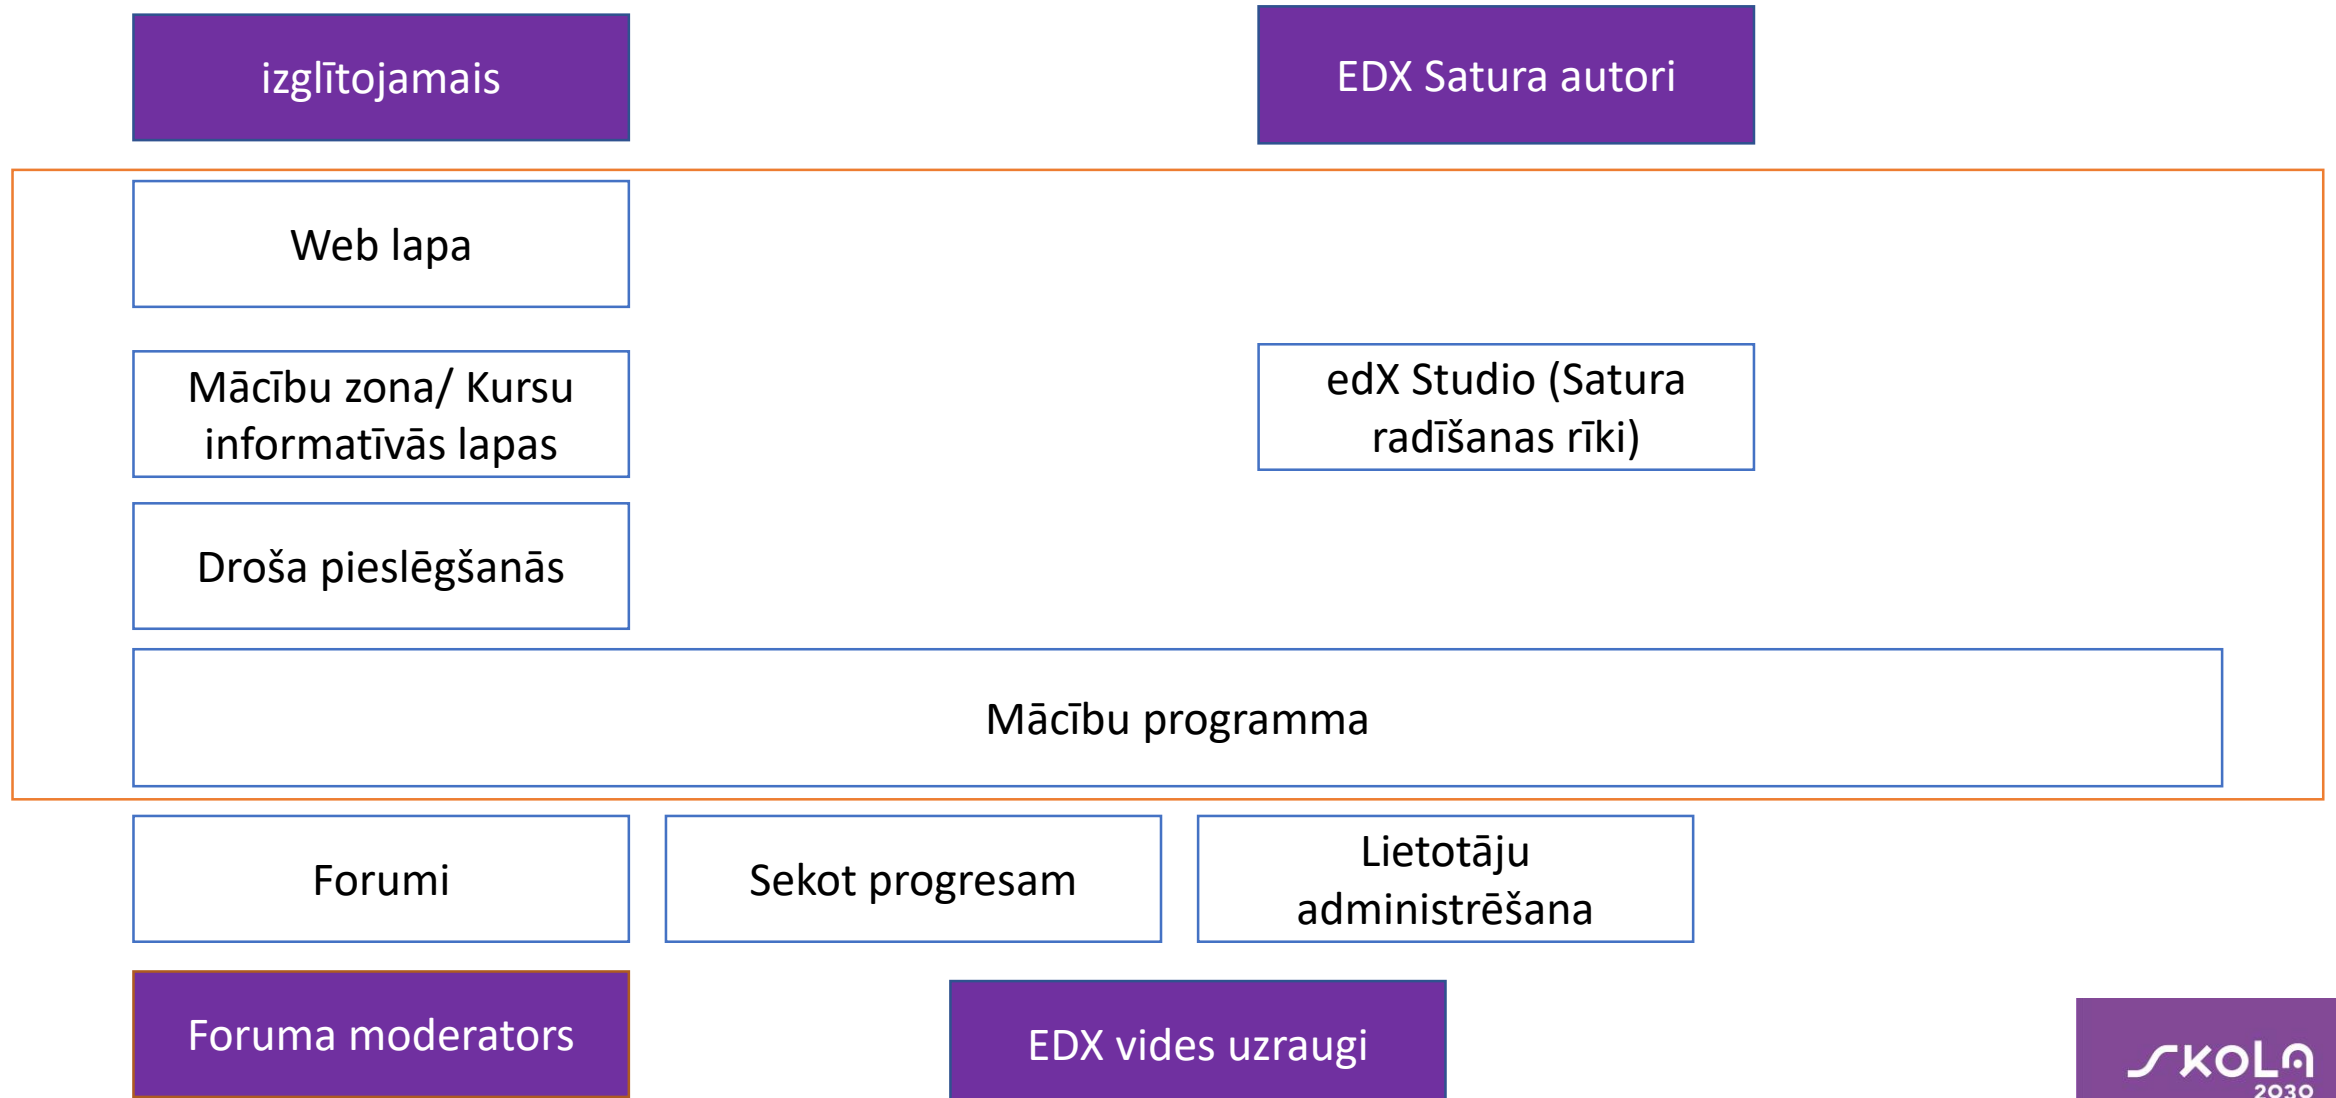 izglītojamais
EDX Satura autori
Web lapa
Mācību zona/ Kursu
informatīvās lapas
edX Studio (Satura
radīšanas rīki)
Droša pieslēgšanās
Mācību programma
Forumi
Sekot progresam
Lietotāju
administrēšana
Foruma moderators
EDX vides uzraugi
SKOLA
2030